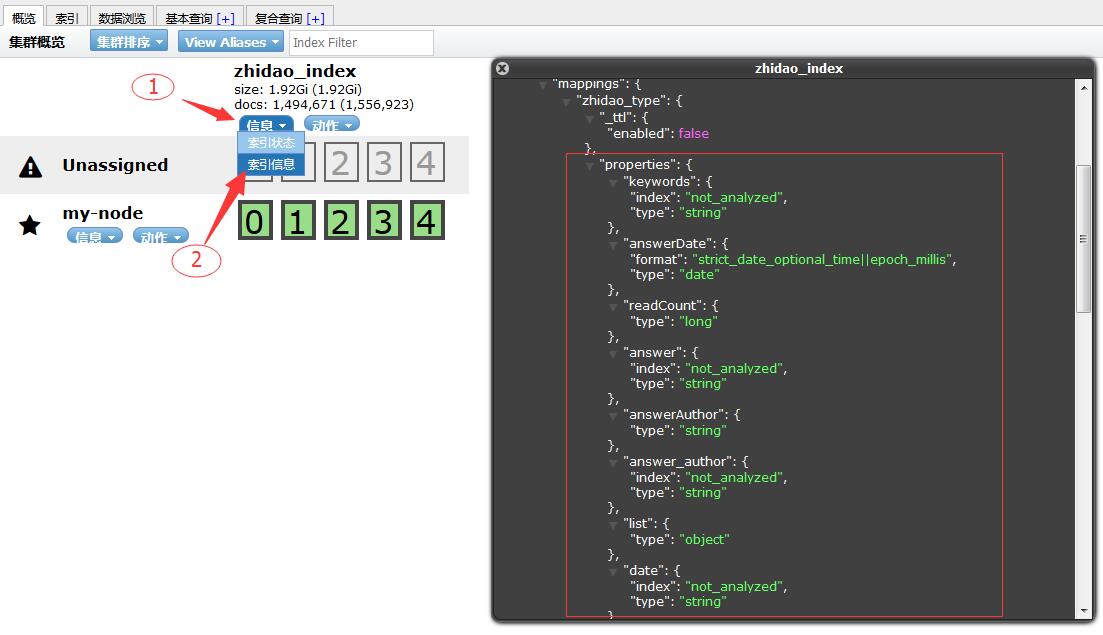 概览 索引 数据浏览 基本查询 [+] 复合查询 [+]
集群概览 集群排序 View Aliases Index Filter
zhidao_index
size: 1.92Gi (1.92Gi)
docs: 1,494,671 (1,556,923)
信息 动作
索引状态
索引信息
1
Unassigned
2 3 4
my-node
信息 动作
0 1 2 3 4
2
zhidao_index
"mappings": {
"zhidao_type": {
"_ttl": {
"enabled": false
},
"properties": {
"keywords": {
"index": "not_analyzed",
"type": "string"
},
"answerDate": {
"format": "strict_date_optional_time||epoch_millis",
"type": "date"
},
"readCount": {
"type": "long"
},
"answer": {
"index": "not_analyzed",
"type": "string"
},
"answerAuthor": {
"type": "string"
},
"answer_author": {
"index": "not_analyzed",
"type": "string"
},
"list": {
"type": "object"
},
"date": {
"index": "not_analyzed",
"type": "string"
}